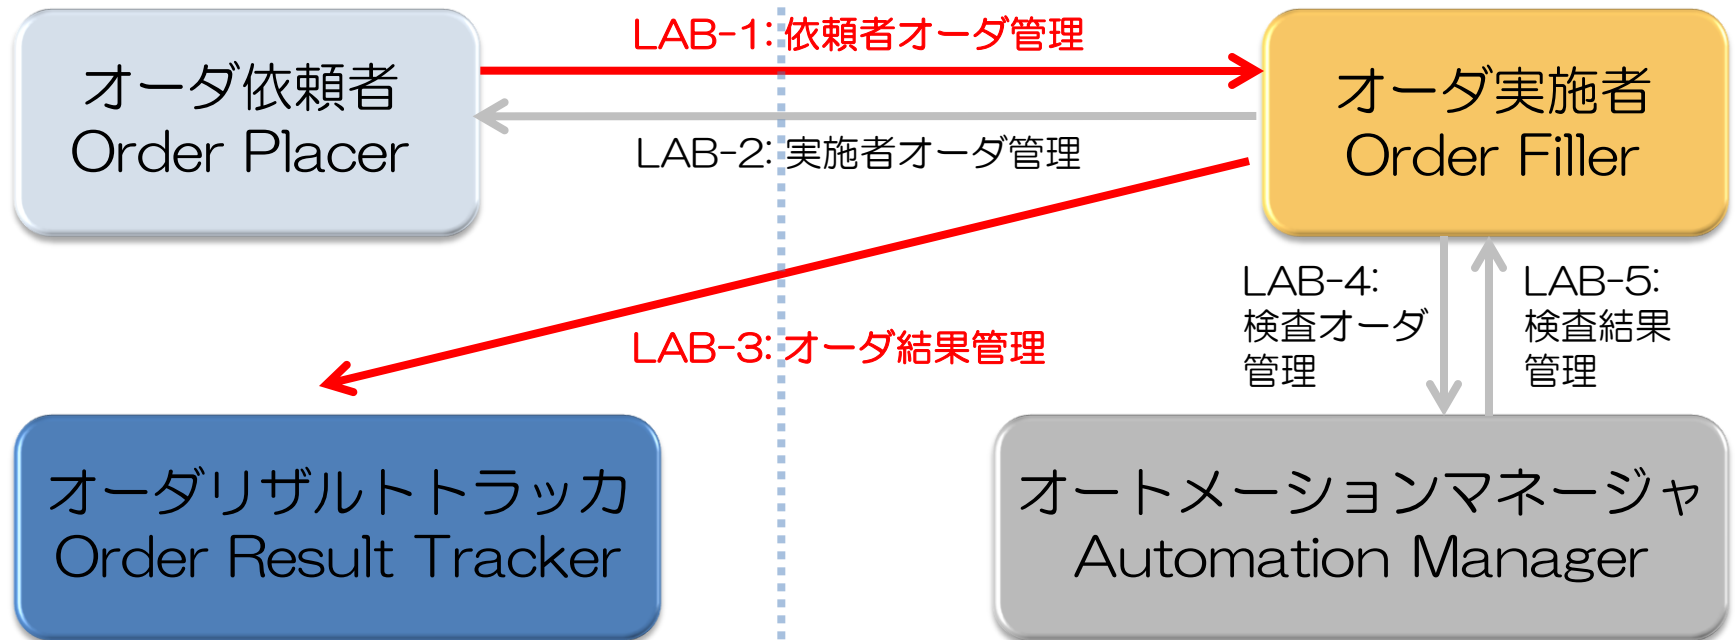 オーダ依頼者
Order Placer
LAB-1: 依頼者オーダ管理
LAB-2: 実施者オーダ管理
オーダ実施者
Order Filler
LAB-3: オーダ結果管理
LAB-4:
検査オーダ
管理
LAB-5:
検査結果
管理
オーダリザルトトラッカ
Order Result Tracker
オートメーションマネージャ
Automation Manager